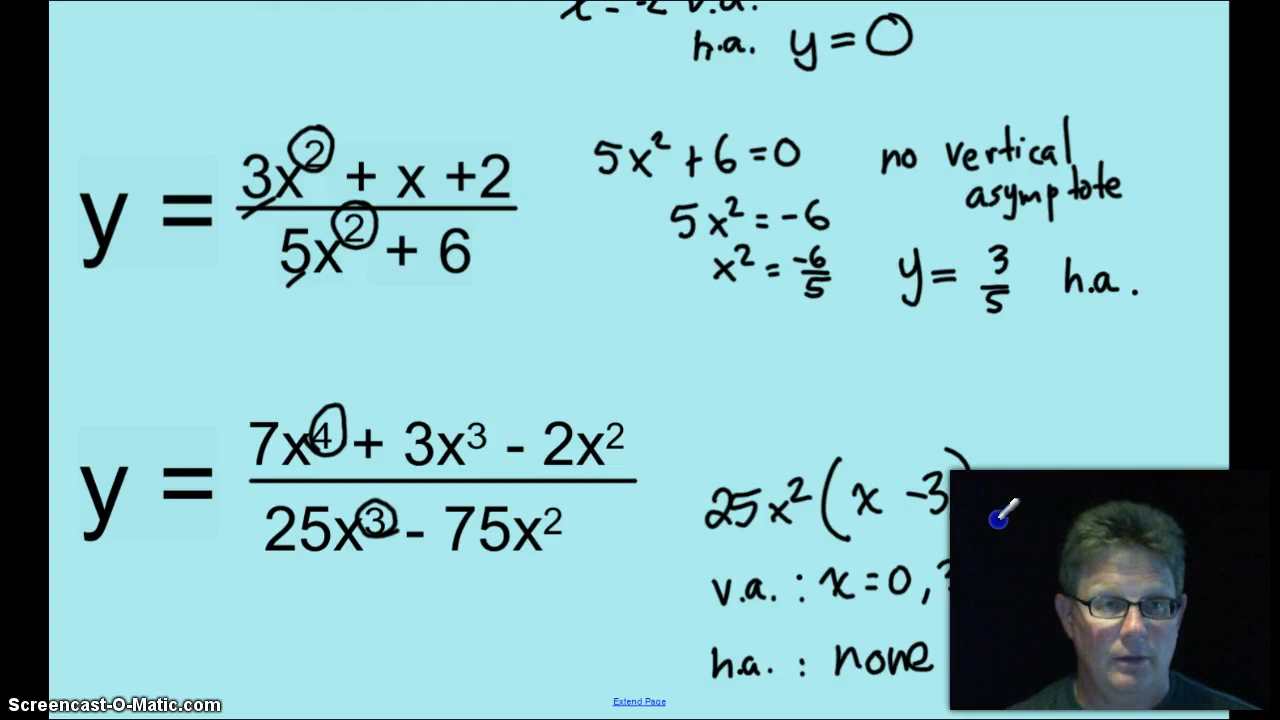 x = -2 v.a.
h.a. y = 0
y = 3x² + x +2
5x² + 6
5x² + 6 = 0
5x² = -6
x² = -6/5
no vertical
asymptote
y = 3/5 h.a.
y = 7x⁴ + 3x³ - 2x²
25x³ - 75x²
25x² (x - 3)
v.a. : x = 0,
h.a. : none
Extend Page
Screencast-O-Matic.com